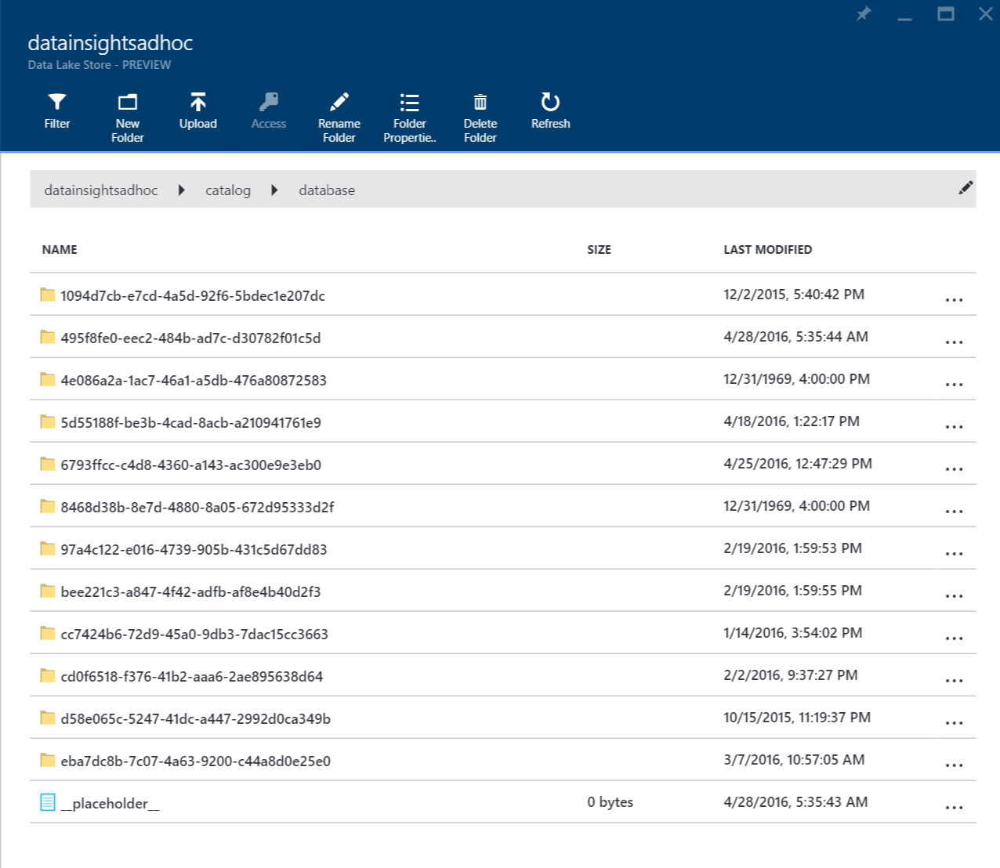 datainsightsadhoc
Data Lake Store - PREVIEW
Filter
New Folder
Upload
Access
Rename Folder
Folder Propertie..
Delete Folder
Refresh
datainsightsadhoc catalog database
NAME SIZE LAST MODIFIED
1094d7cb-e7cd-4a5d-92f6-5bdec1e207dc 12/2/2015, 5:40:42 PM ...
495f8fe0-eec2-484b-ad7c-d30782f01c5d 4/28/2016, 5:35:44 AM ...
4e086a2a-1ac7-46a1-a5db-476a80872583 12/31/1969, 4:00:00 PM ...
5d55188f-be3b-4cad-8acb-a210941761e9 4/18/2016, 1:22:17 PM ...
6793ffcc-c4d8-4360-a143-ac300e9e3eb0 4/25/2016, 12:47:29 PM ...
8468d38b-8e7d-4880-8a05-672d95333d2f 12/31/1969, 4:00:00 PM ...
97a4c122-e016-4739-905b-431c5d67dd83 2/19/2016, 1:59:53 PM ...
bee221c3-a847-4f42-adfb-af8e4b40d2f3 2/19/2016, 1:59:55 PM ...
cc7424b6-72d9-45a0-9db3-7dac15cc3663 1/14/2016, 3:54:02 PM ...
cd0f6518-f376-41b2-aaa6-2ae895638d64 2/2/2016, 9:37:27 PM ...
d58e065c-5247-41dc-a447-2992d0ca349b 10/15/2015, 11:19:37 PM ...
eba7dc8b-7c07-4a63-9200-c44a8d0e25e0 3/7/2016, 10:57:05 AM ...
__placeholder__ 0 bytes 4/28/2016, 5:35:43 AM ...